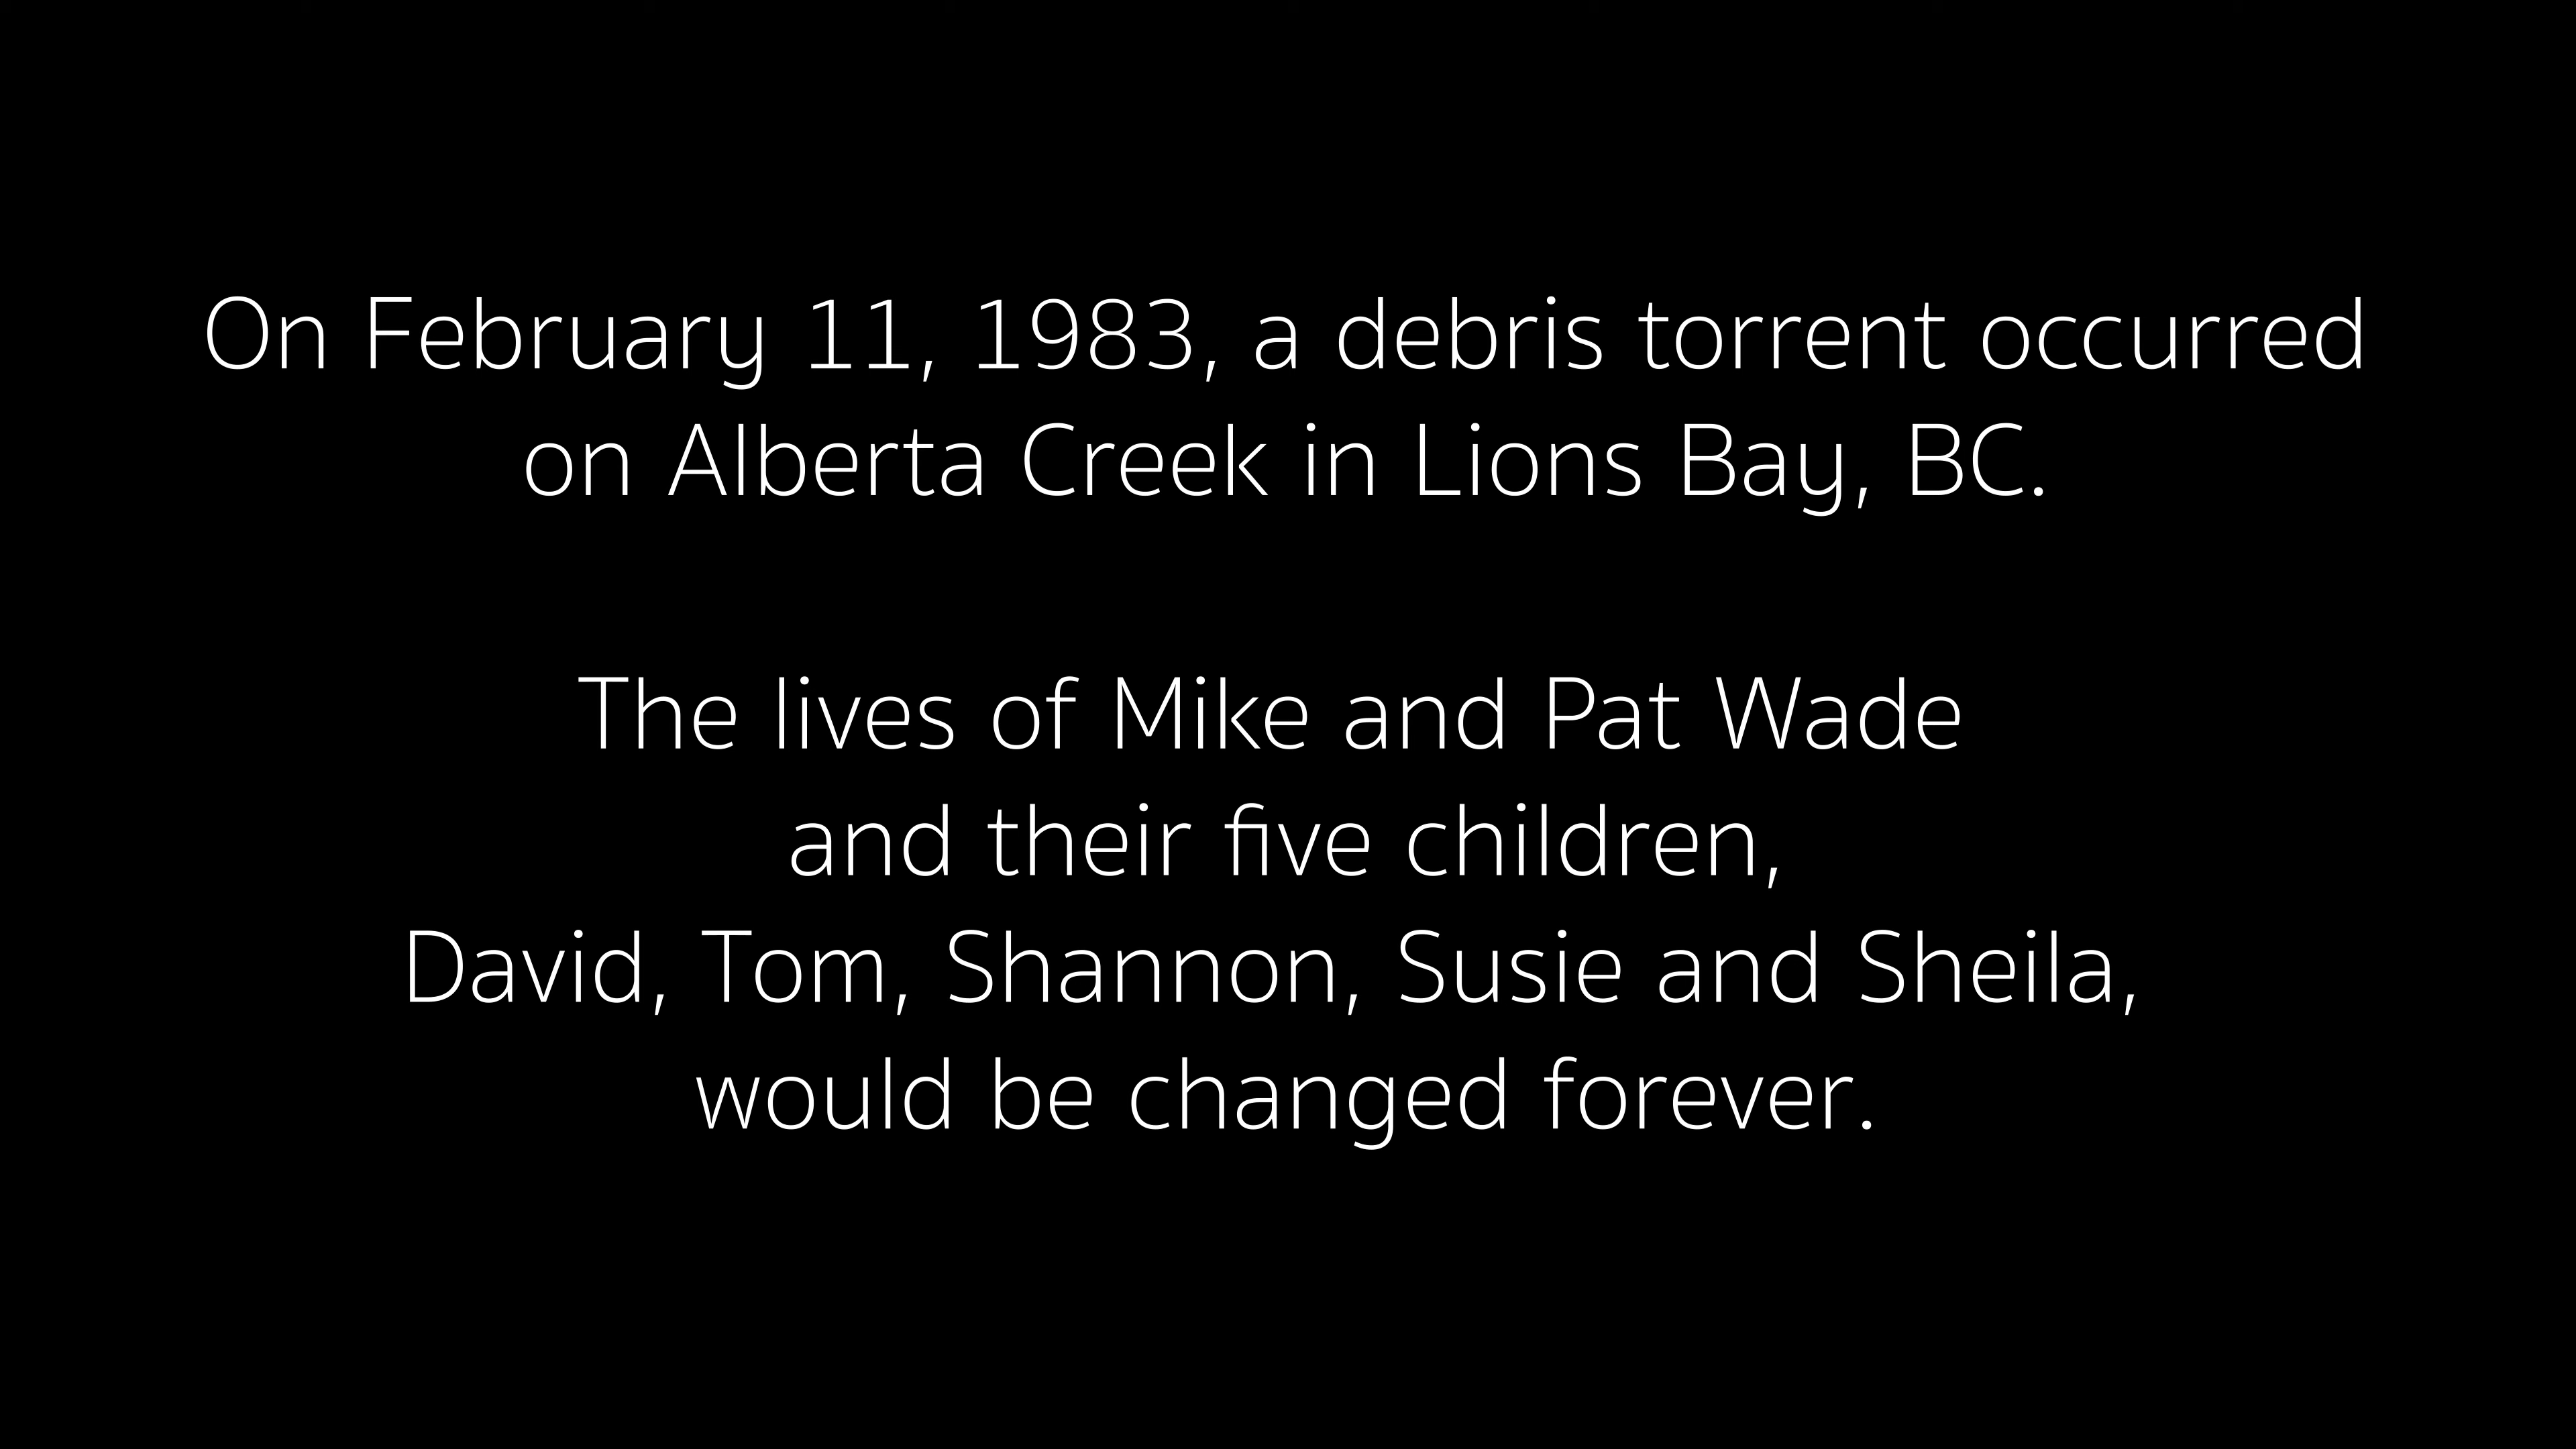 On February 11, 1983, a debris torrent occurred
on Alberta Creek in Lions Bay, BC.
The lives of Mike and Pat Wade
and their five children,
David, Tom, Shannon, Susie and Sheila,
would be changed forever.